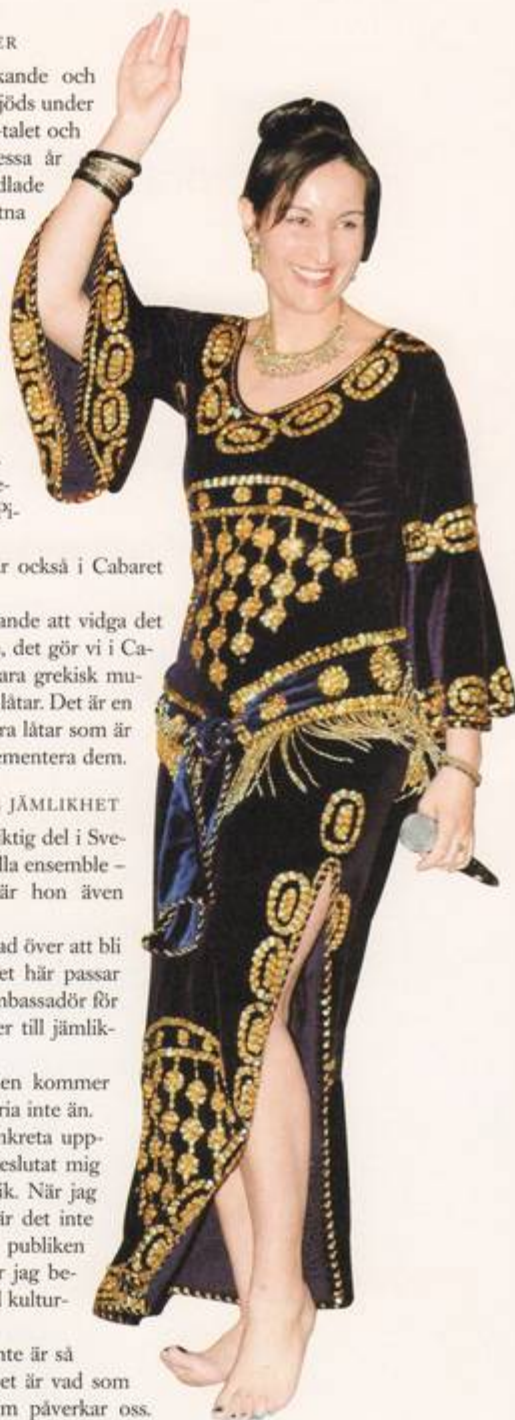 ER
kande och
jöds under
-talet och
essa år
dlade
tna
e-
Pi-
r också i Cabaret
ande att vidga det
, det gör vi i Ca-
ara grekisk mu-
låtar. Det är en
ra låtar som är
ementera dem.
JÄMLIKHET
iktig del i Sve-
lla ensemble –
är hon även
ad över att bli
et här passar
mbassadör för
er till jämlik-
en kommer
ria inte än.
nkreta upp-
eslutat mig
ik. När jag
är det inte
publiken
r jag be-
l kultur-
nte är så
et är vad som
m påverkar oss.